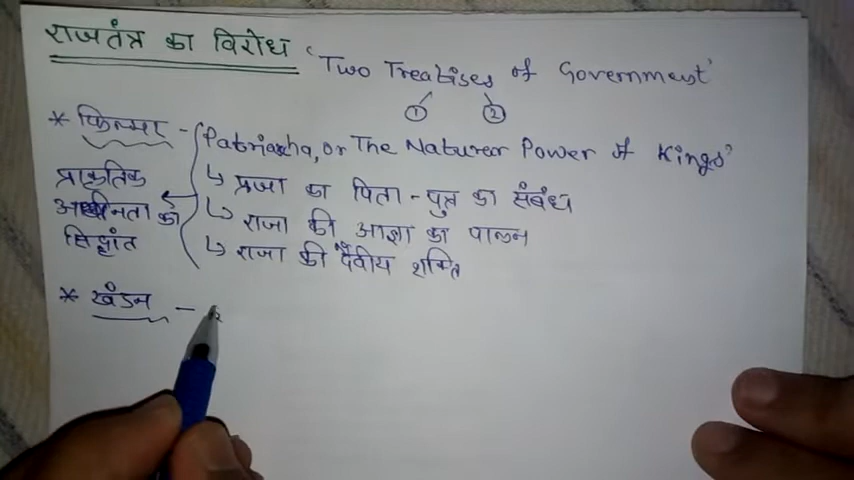 राजतंत्र का विरोध 'Two Treatises of Government'
① ②
* फिल्मर - Patriarcha, or The Naturer Power of Kings'
प्राकृतिक ↳ प्रजा का पिता - पुत्र का संबंध
अधीनता का ↳ राजा की आज्ञा का पालन
सिद्धांत ↳ राजा की दैवीय शक्ति
* खंडन -